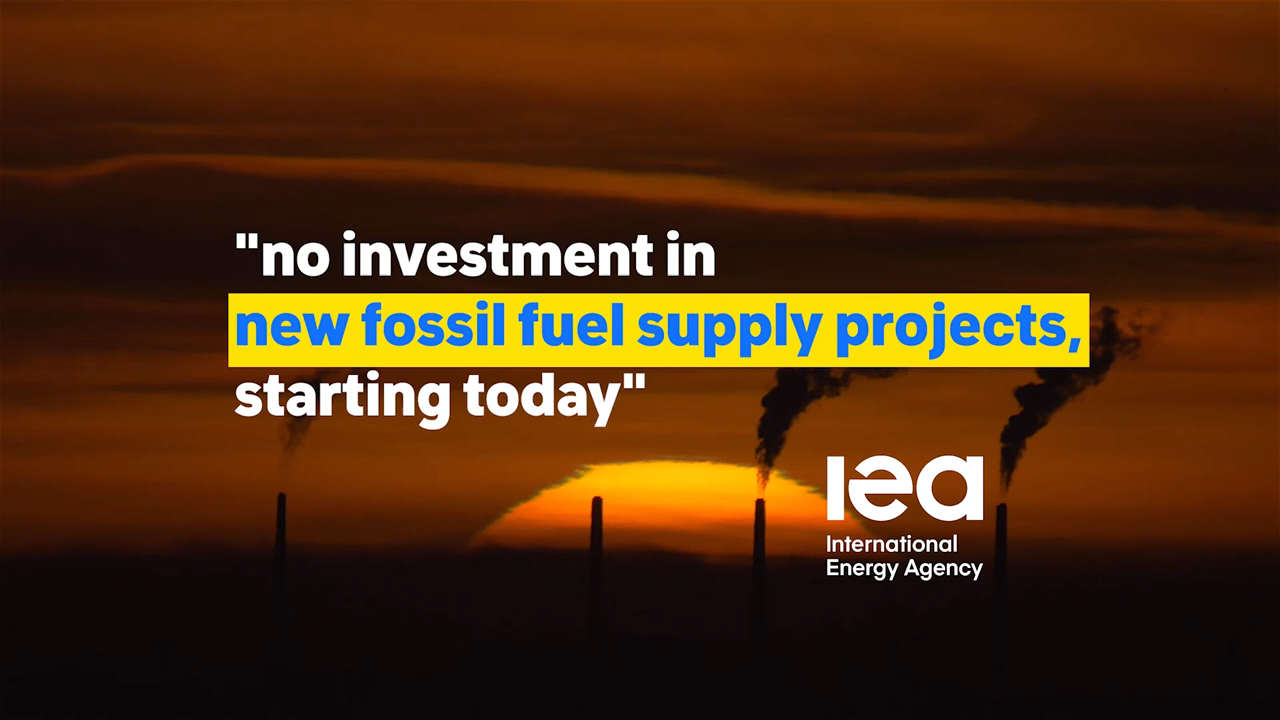 "no investment in
new fossil fuel supply projects,
starting today"
iea
International
Energy Agency